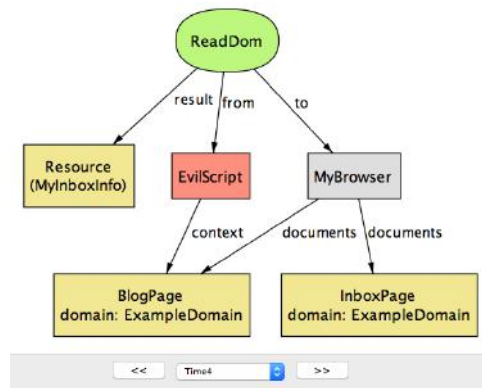 ReadDom
result
from
to
Resource
(MyInboxInfo)
EvilScript
MyBrowser
context
documents
documents
BlogPage
domain: ExampleDomain
InboxPage
domain: ExampleDomain
<<
Time4
>>